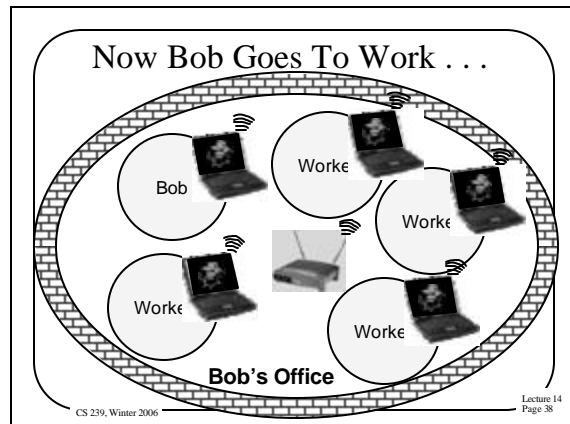 Now Bob Goes To Work . . .
Bob
Worke
Worke
Worke
Worke
Bob's Office
CS 239, Winter 2006
Lecture 14
Page 38